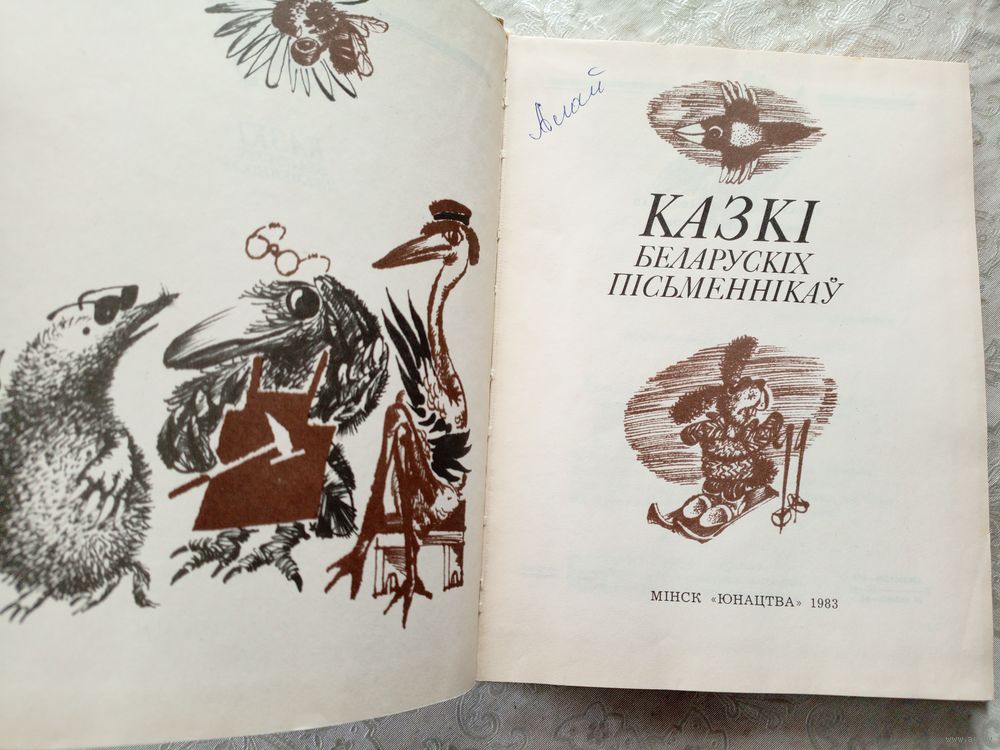 КАЗКІ
БЕЛАРУСКІХ
ПІСЬМЕННІКАЎ
МІНСК «ЮНАЦТВА» 1983